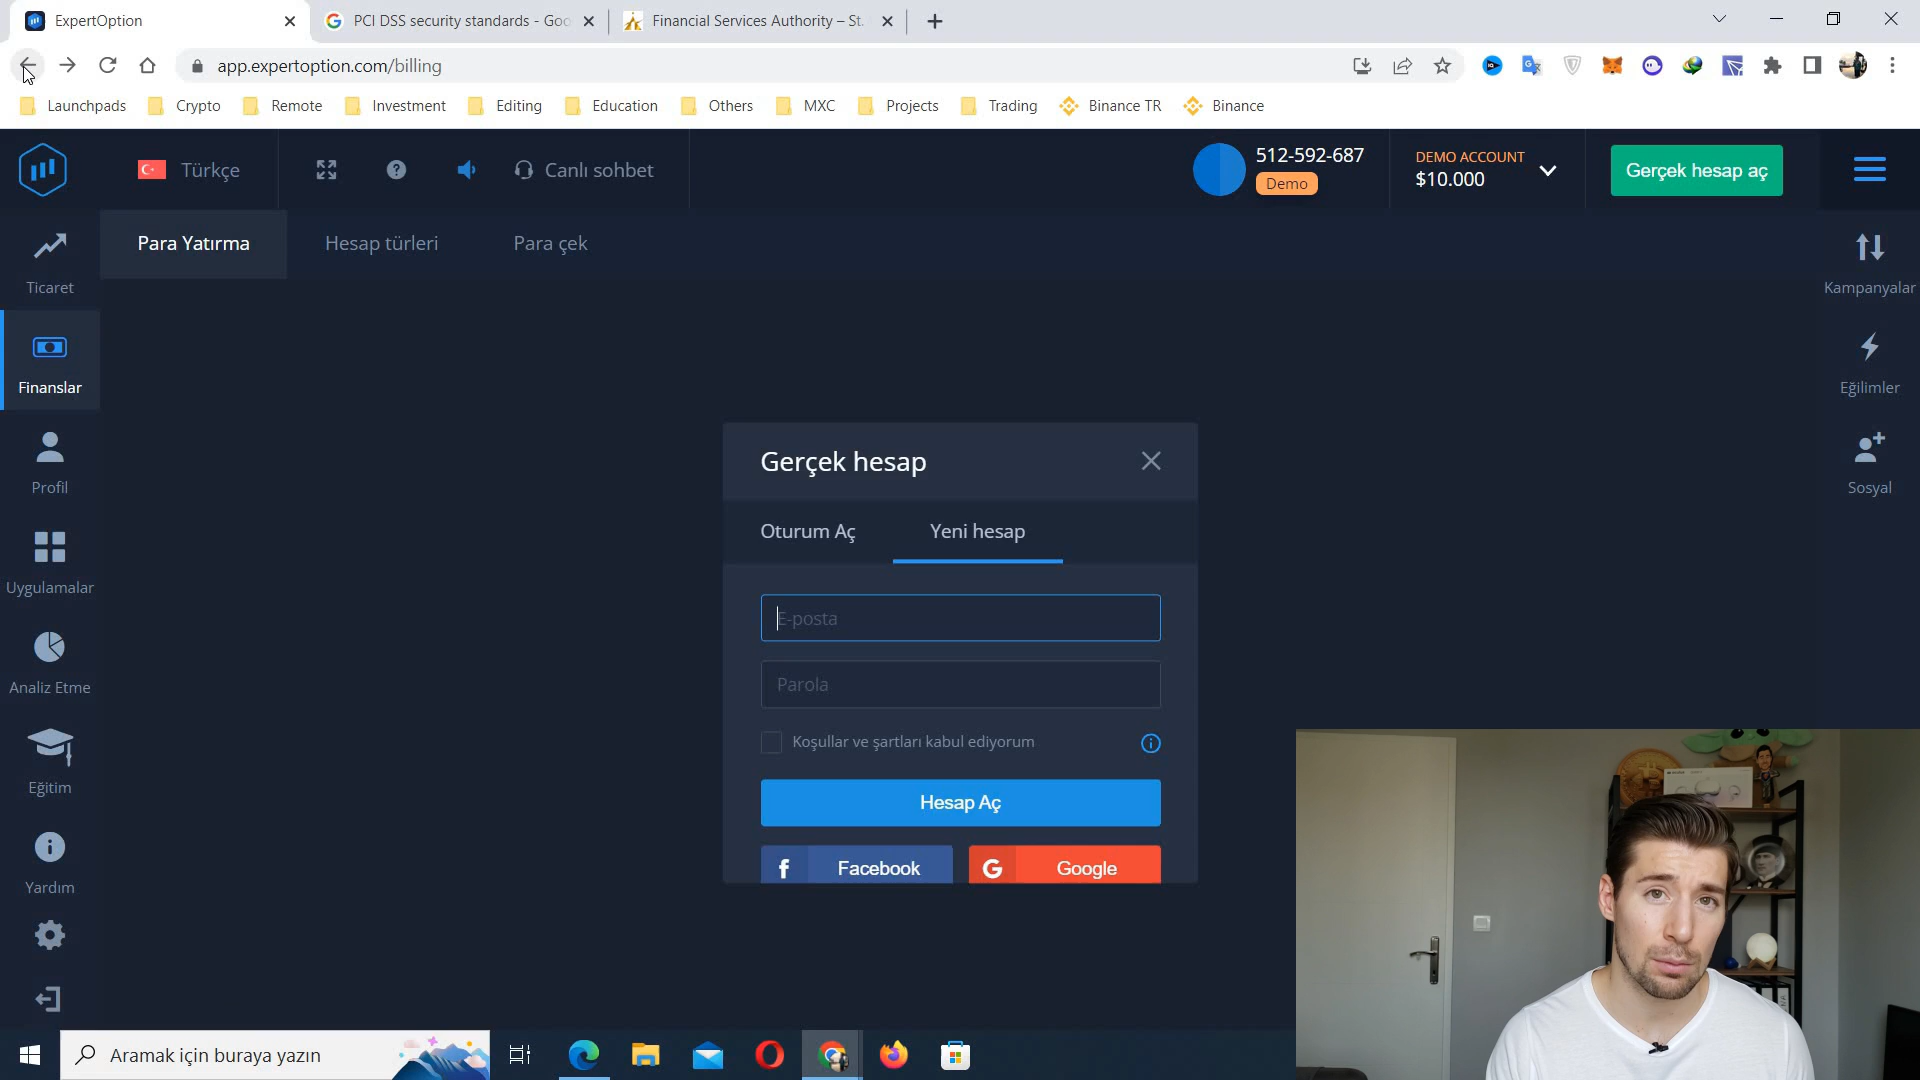 ExpertOption
PCI DSS security standards - Goo
Financial Services Authority – St.
app.expertoption.com/billing
Launchpads
Crypto
Remote
Investment
Editing
Education
Others
MXC
Projects
Trading
Binance TR
Binance
Türkçe
Canlı sohbet
512-592-687
Demo
DEMO ACCOUNT
$10.000
Gerçek hesap aç
Para Yatırma
Hesap türleri
Para çek
Ticaret
Finanslar
Profil
Uygulamalar
Analiz Etme
Eğitim
Yardım
Kampanyalar
Eğilimler
Sosyal
Gerçek hesap
Oturum Aç
Yeni hesap
E-posta
Parola
Koşullar ve şartları kabul ediyorum
Hesap Aç
Facebook
Google
Aramak için buraya yazın